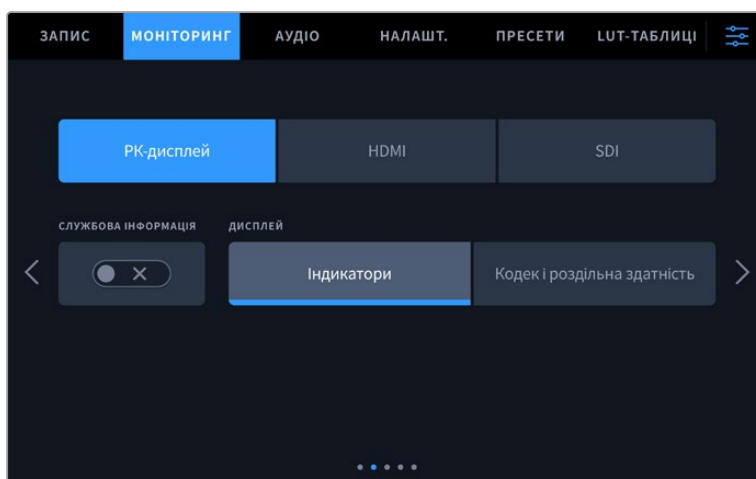 ЗАПИС МОНІТОРИНГ АУДІО НАЛАШТ. ПРЕСЕТИ LUT-ТАБЛИЦІ
РК-дисплей HDMI SDI
СЛУЖБОВА ІНФОРМАЦІЯ ДИСПЛЕЙ
Індикатори Кодек і роздільна здатність